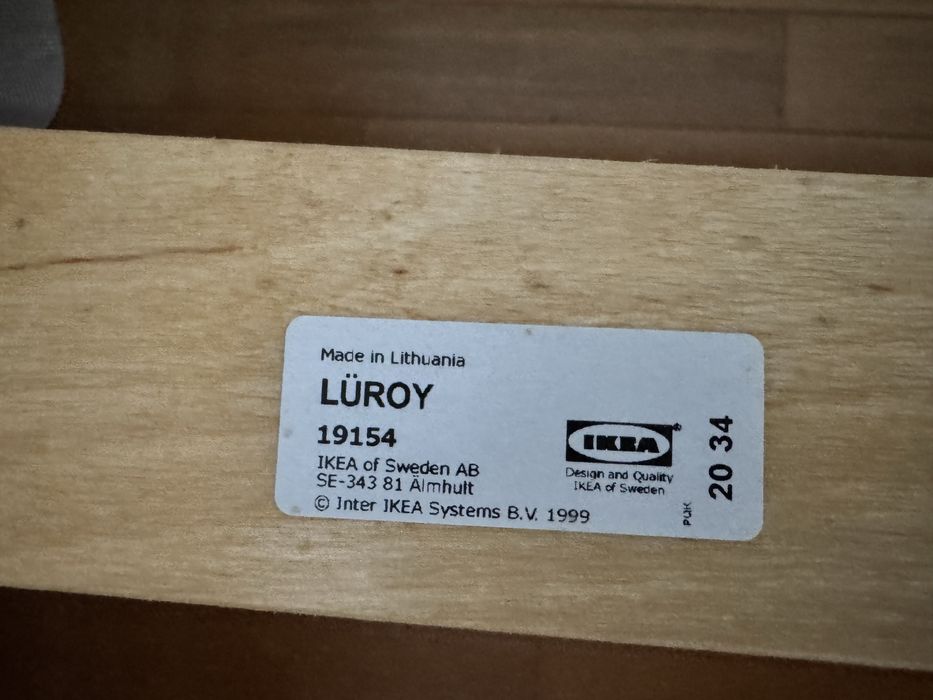 Made in Lithuania
LÜROY
19154
IKEA of Sweden AB
SE-343 81 Älmhult
© Inter IKEA Systems B.V. 1999
IKEA®
Design and Quality
IKEA of Sweden
PQK
20 34